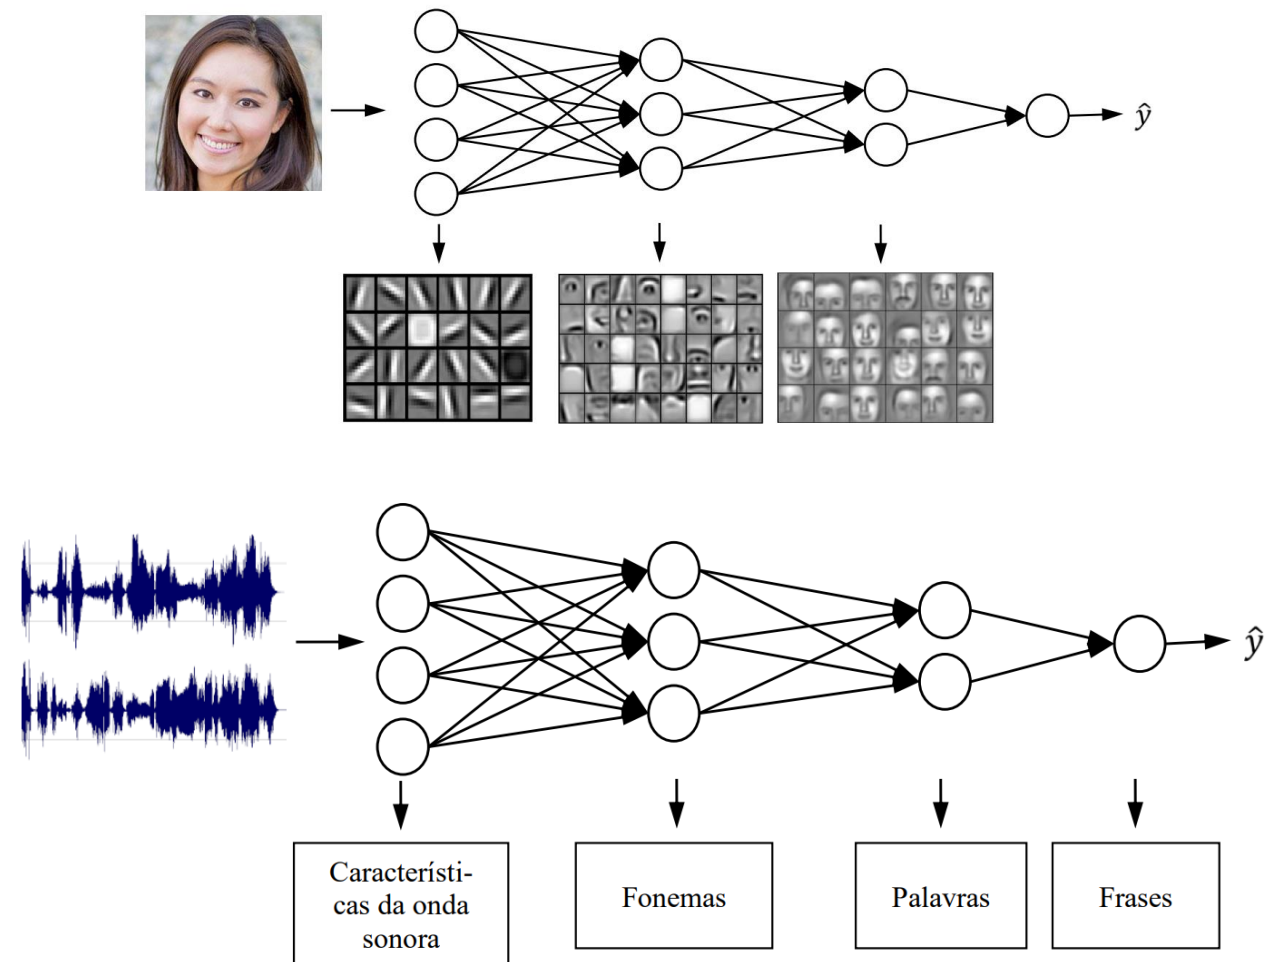 ŷ
ŷ
Característi-
cas da onda
sonora
Fonemas
Palavras
Frases